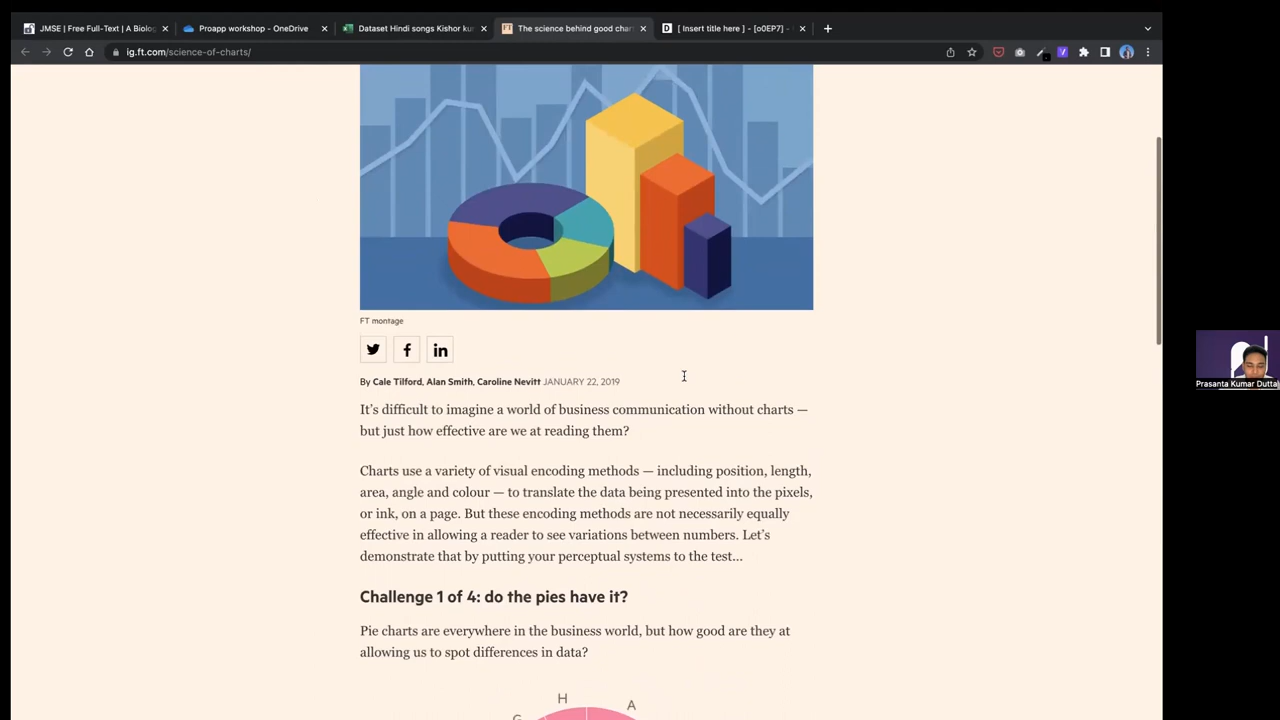 JMSE | Free Full-Text | A Biolog
Proapp workshop - OneDrive
Dataset Hindi songs Kishor ku
The science behind good char
[ Insert title here ] - [o0EP7] -
ig.ft.com/science-of-charts/
FT montage
By Cale Tilford, Alan Smith, Caroline Nevitt JANUARY 22, 2019
It's difficult to imagine a world of business communication without charts —
but just how effective are we at reading them?
Charts use a variety of visual encoding methods — including position, length,
area, angle and colour — to translate the data being presented into the pixels,
or ink, on a page. But these encoding methods are not necessarily equally
effective in allowing a reader to see variations between numbers. Let's
demonstrate that by putting your perceptual systems to the test...
Challenge 1 of 4: do the pies have it?
Pie charts are everywhere in the business world, but how good are they at
allowing us to spot differences in data?
H
A
G
Prasanta Kumar Dutta